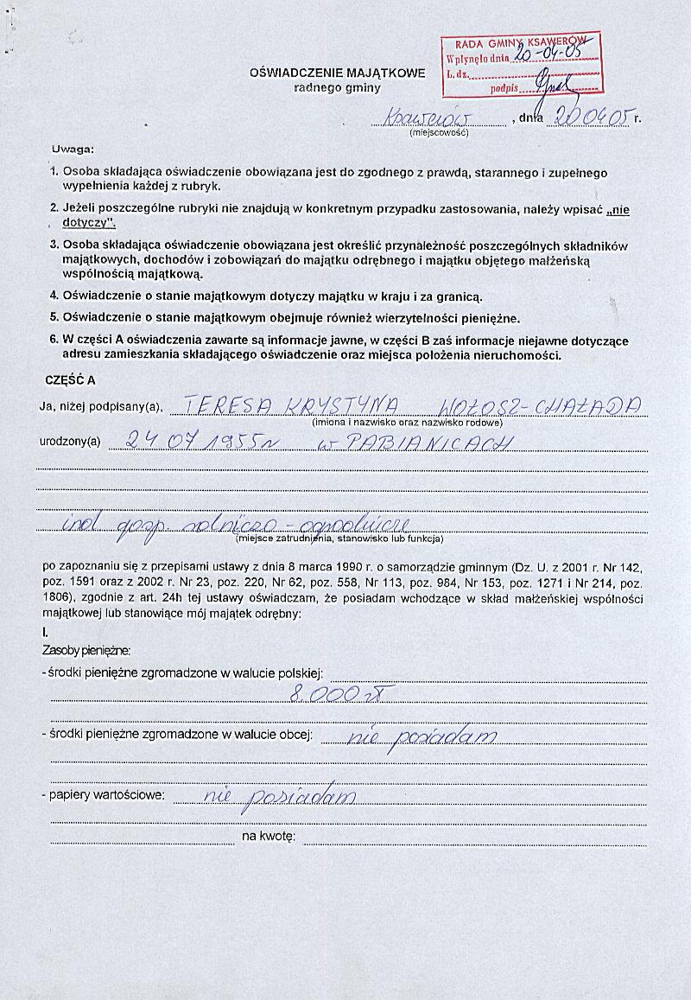 RADA GMINY KSAWERÓW
Wpłynęło dnia 20-04-05
L. dz.
podpis
OŚWIADCZENIE MAJĄTKOWE
radnego gminy
Ksawerów , dnia 20 04 05 r.
(miejscowość)
Uwaga:
1. Osoba składająca oświadczenie obowiązana jest do zgodnego z prawdą, starannego i zupełnego
wypełnienia każdej z rubryk.
2. Jeżeli poszczególne rubryki nie znajdują w konkretnym przypadku zastosowania, należy wpisać „nie
dotyczy".
3. Osoba składająca oświadczenie obowiązana jest określić przynależność poszczególnych składników
majątkowych, dochodów i zobowiązań do majątku odrębnego i majątku objętego małżeńską
wspólnością majątkową.
4. Oświadczenie o stanie majątkowym dotyczy majątku w kraju i za granicą.
5. Oświadczenie o stanie majątkowym obejmuje również wierzytelności pieniężne.
6. W części A oświadczenia zawarte są informacje jawne, w części B zaś informacje niejawne dotyczące
adresu zamieszkania składającego oświadczenie oraz miejsca położenia nieruchomości.
CZĘŚĆ A
Ja, niżej podpisany(a), TERESA KRYSTYNA WOŁOSZ-CHAŁADA
(imiona i nazwisko oraz nazwisko rodowe)
urodzony(a) 24 07 1955 r w PABIANICACH
ind gosp. rolniczo - ogrodnicze
(miejsce zatrudnienia, stanowisko lub funkcja)
po zapoznaniu się z przepisami ustawy z dnia 8 marca 1990 r. o samorządzie gminnym (Dz. U. z 2001 r. Nr 142,
poz. 1591 oraz z 2002 r. Nr 23, poz. 220, Nr 62, poz. 558, Nr 113, poz. 984, Nr 153, poz. 1271 i Nr 214, poz.
1806), zgodnie z art. 24h tej ustawy oświadczam, że posiadam wchodzące w skład małżeńskiej wspólności
majątkowej lub stanowiące mój majątek odrębny:
I.
Zasoby pieniężne:
- środki pieniężne zgromadzone w walucie polskiej:
8.000 zł
- środki pieniężne zgromadzone w walucie obcej: nie posiadam
- papiery wartościowe: nie posiadam
na kwotę: